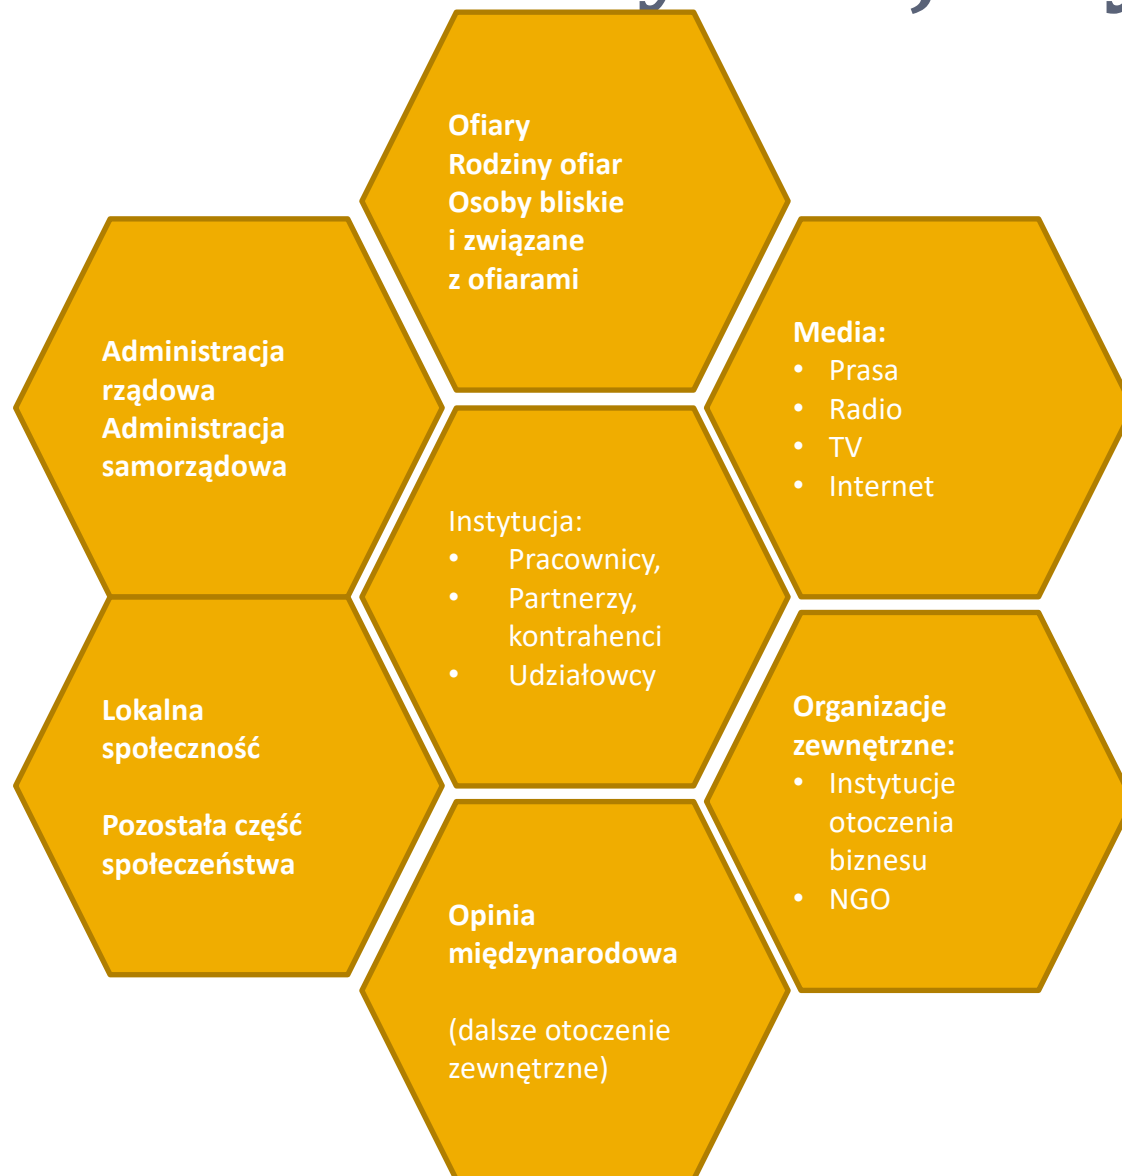 Ofiary
Rodziny ofiar
Osoby bliskie
i związane
z ofiarami
Administracja
rządowa
Administracja
samorządowa
Media:
• Prasa
• Radio
• TV
• Internet
Instytucja:
• Pracownicy,
• Partnerzy,
kontrahenci
• Udziałowcy
Lokalna
społeczność
Pozostała część
społeczeństwa
Organizacje
zewnętrzne:
• Instytucje
otoczenia
biznesu
• NGO
Opinia
międzynarodowa
(dalsze otoczenie
zewnętrzne)